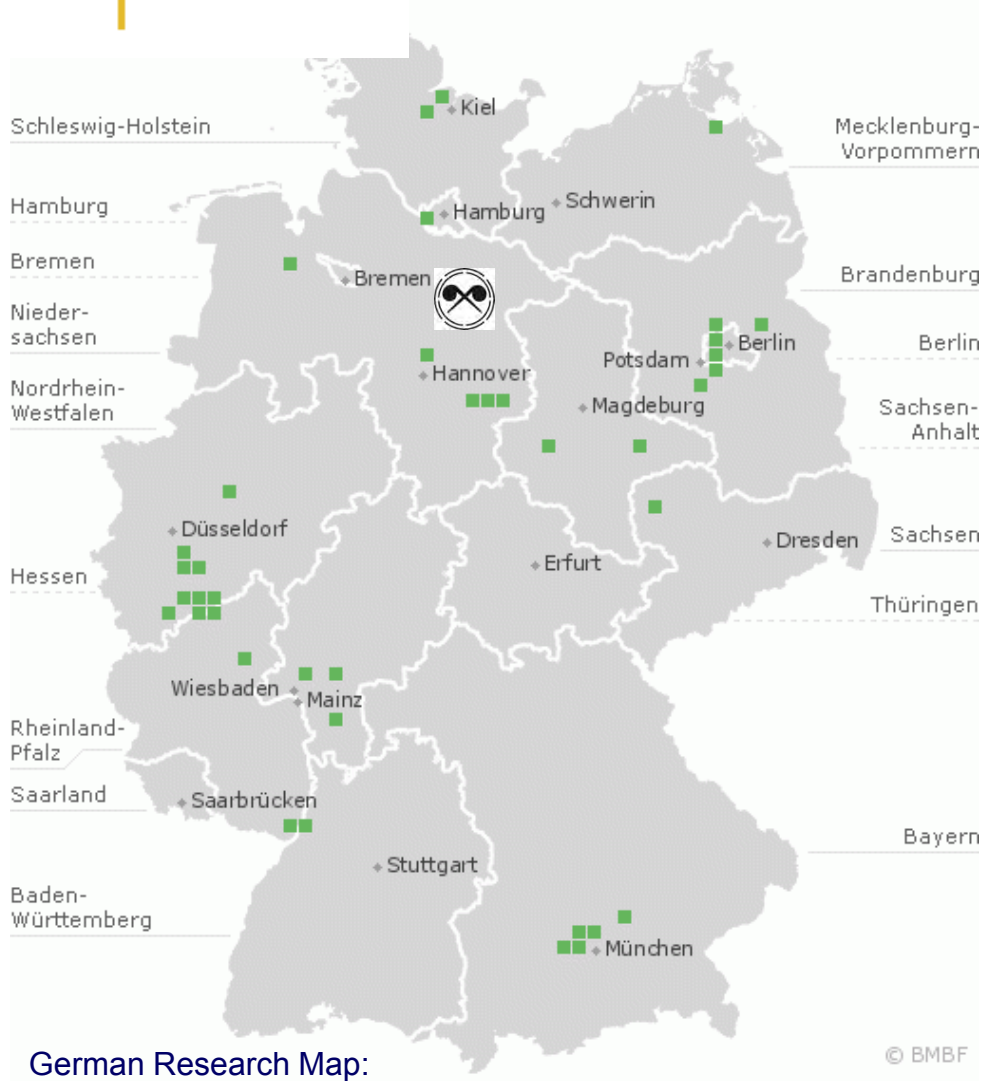 Schleswig-Holstein
Hamburg
Bremen
Nieder-
sachsen
Nordrhein-
Westfalen
Hessen
Rheinland-
Pfalz
Saarland
Baden-
Württemberg
Kiel
Hamburg
Schwerin
Bremen
Hannover
Berlin
Potsdam
Magdeburg
Düsseldorf
Erfurt
Dresden
Wiesbaden
Mainz
Saarbrücken
Stuttgart
München
Mecklenburg-
Vorpommern
Brandenburg
Berlin
Sachsen-
Anhalt
Sachsen
Thüringen
Bayern
German Research Map:
© BMBF